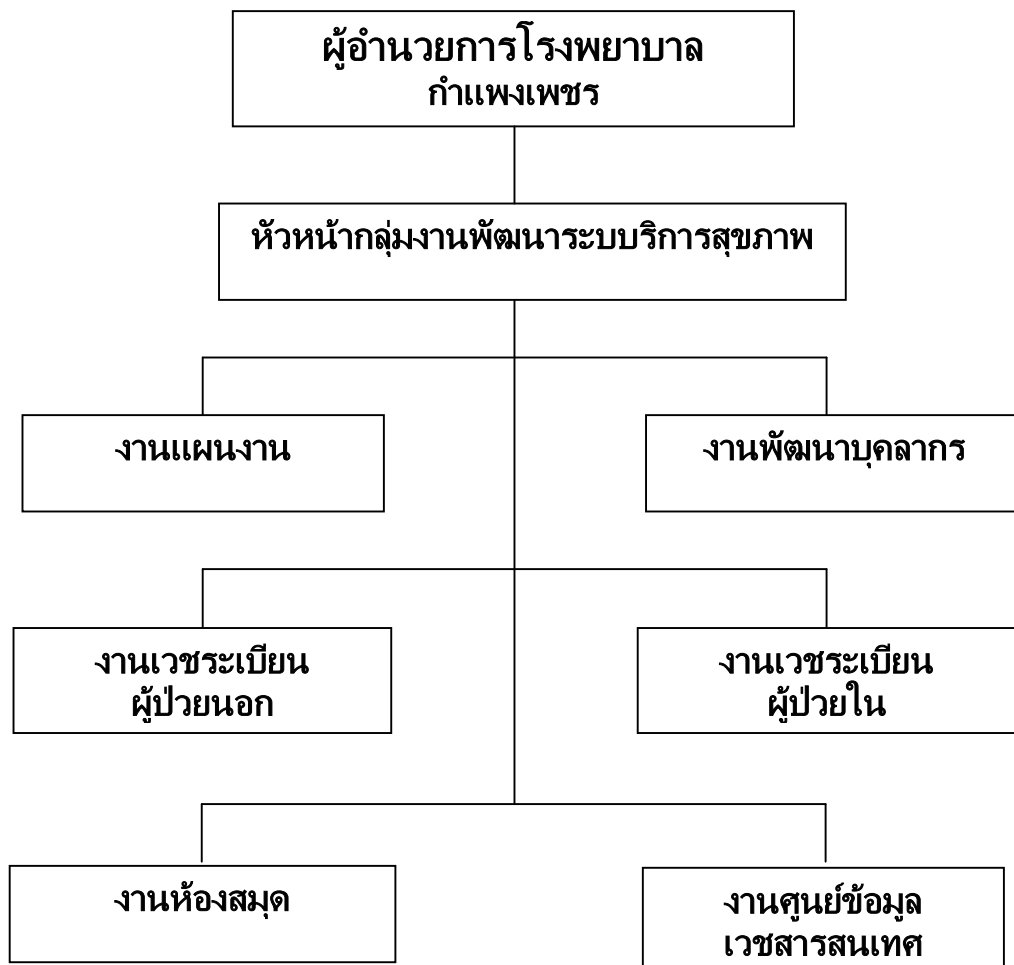 ผู้อำนวยการโรงพยาบาล
กำแพงเพชร
หัวหน้ากลุ่มงานพัฒนาระบบบริการสุขภาพ
งานแผนงาน
งานพัฒนาบุคลากร
งานเวชระเบียน
ผู้ป่วยนอก
งานเวชระเบียน
ผู้ป่วยใน
งานห้องสมุด
งานศูนย์ข้อมูล
เวชสารสนเทศ